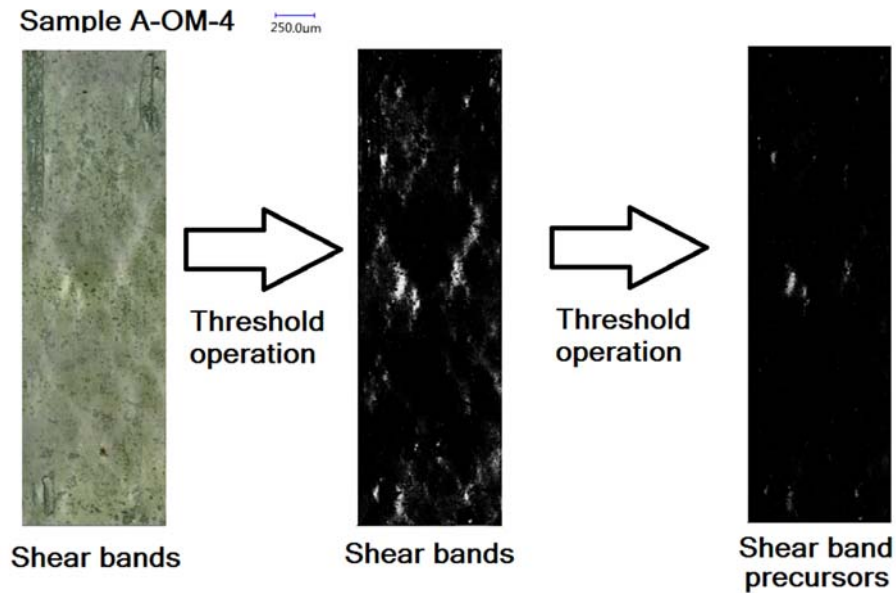 Sample A-OM-4
250.0um
Threshold
operation
Threshold
operation
Shear bands
Shear bands
Shear band
precursors